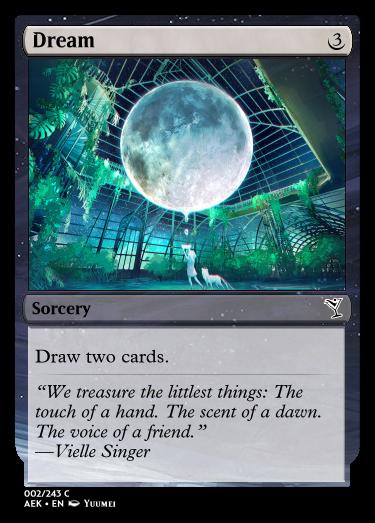 Dream 3
Sorcery
Draw two cards.
“We treasure the littlest things: The
touch of a hand. The scent of a dawn.
The voice of a friend.”
—Vielle Singer
002/243 C
AEK • EN Yuumei